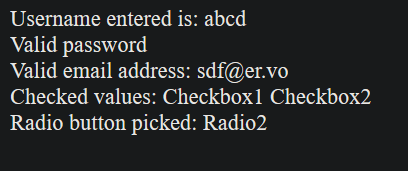 Username entered is: abcd
Valid password
Valid email address: sdf@er.vo
Checked values: Checkbox1 Checkbox2
Radio button picked: Radio2